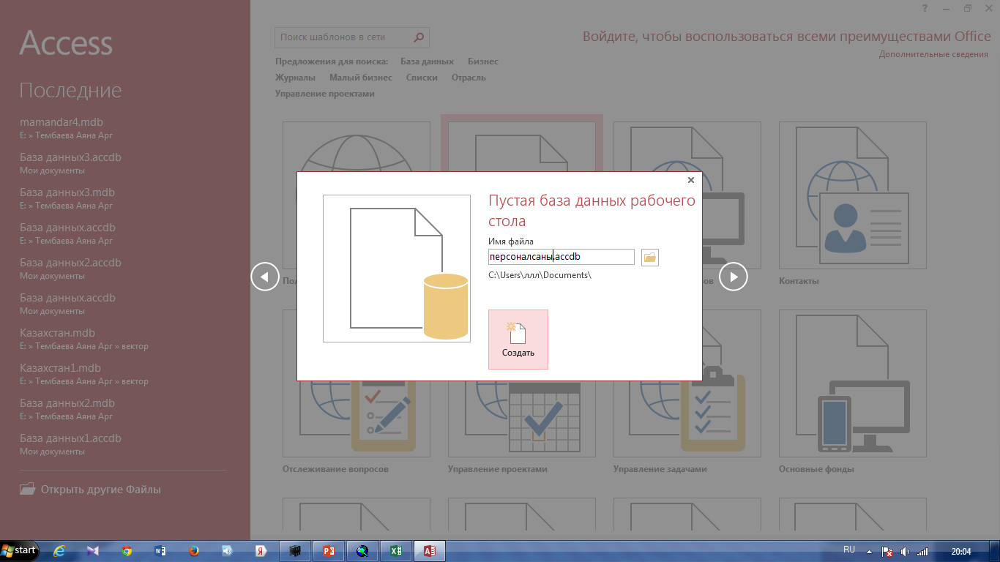 Access
Последние
mamandar4.mdb
E: » Тембаева Аяна Арг
База данных3.accdb
Мои документы
База данных3.mdb
E: » Тембаева Аяна Арг
База данных.accdb
E: » Тембаева Аяна Арг
База данных2.accdb
Мои документы
База данных.accdb
Мои документы
Казахстан.mdb
E: » Тембаева Аяна Арг » вектор
Казахстан1.mdb
E: » Тембаева Аяна Арг » вектор
База данных2.mdb
E: » Тембаева Аяна Арг
База данных1.accdb
Мои документы
Открыть другие Файлы
?
Поиск шаблонов в сети
Войдите, чтобы воспользоваться всеми преимуществами Office
Дополнительные сведения
Предложения для поиска: База данных Бизнес
Журналы Малый бизнес Списки Отрасль
Управление проектами
Пустая база данных рабочего
стола
Имя файла
персоналсаны.accdb
C:\Users\ллл\Documents\
Создать
Контакты
Отслеживание вопросов
Управление проектами
Управление задачами
Основные фонды
start
RU
20:04